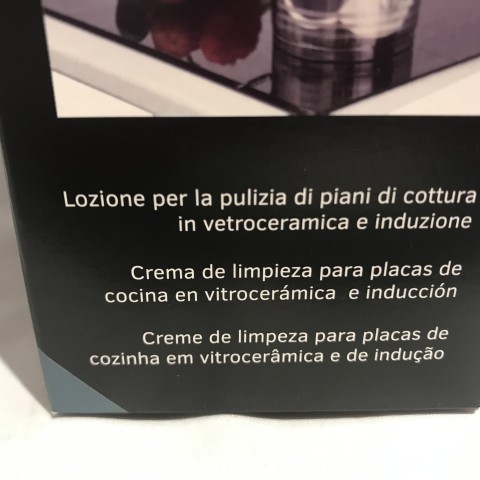 Lozione per la pulizia di piani di cottura
in vetroceramica e induzione
Crema de limpieza para placas de
cocina en vitrocerámica e inducción
Creme de limpeza para placas de
cozinha em vitrocerâmica e de indução